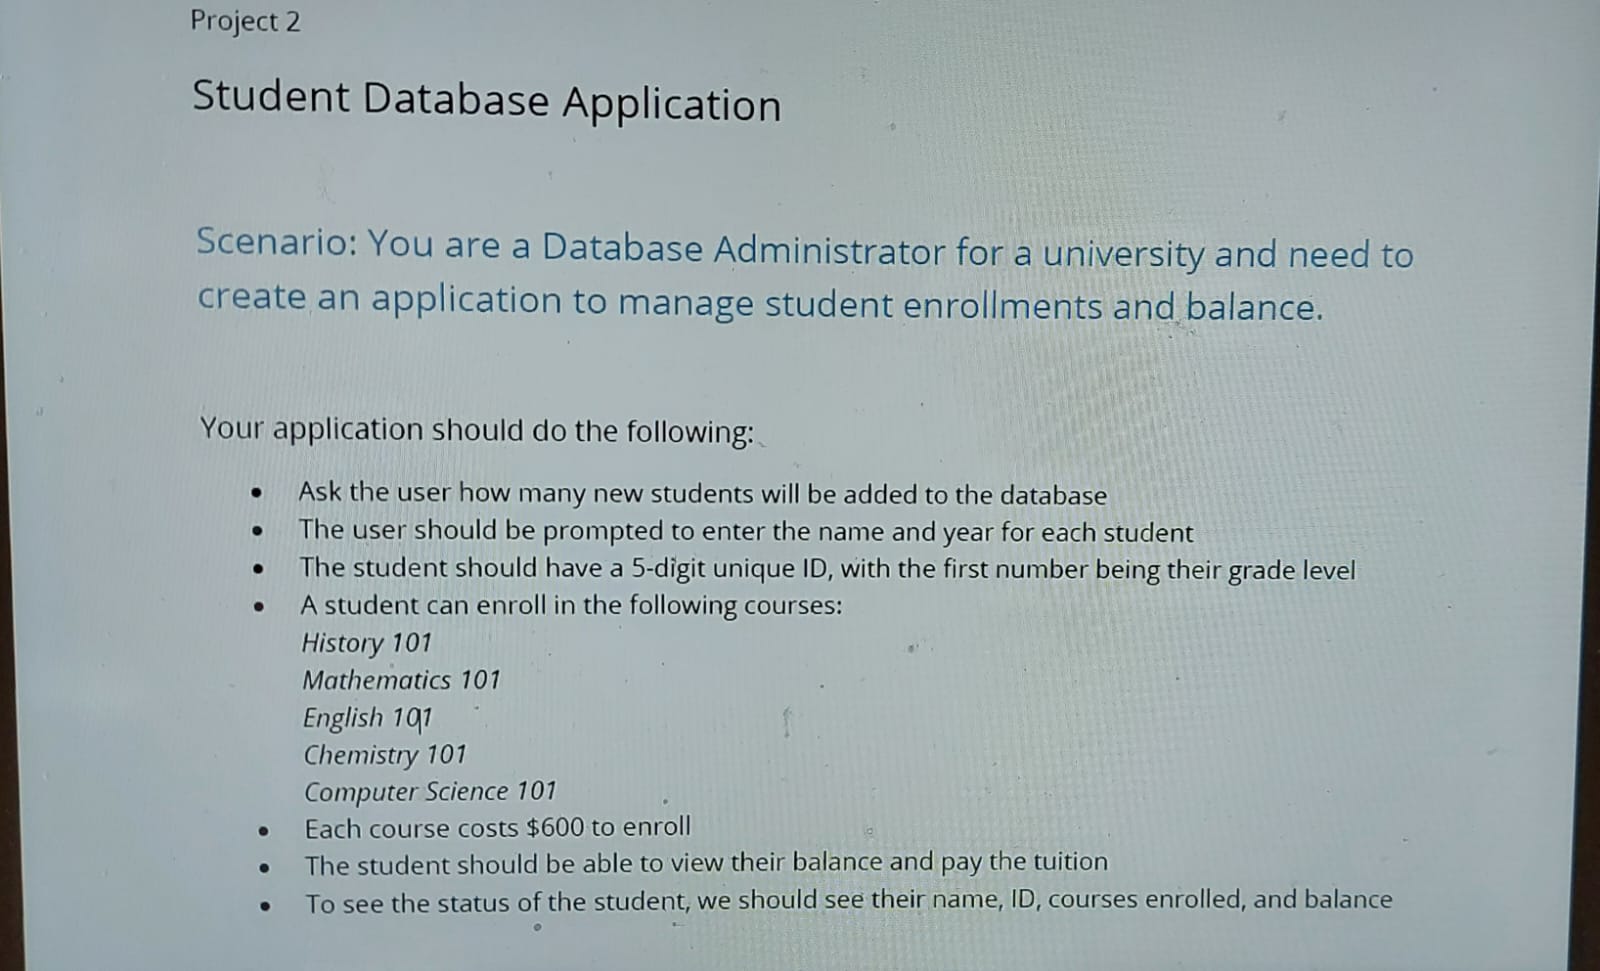 Project 2
Student Database Application
Scenario: You are a Database Administrator for a university and need to
create an application to manage student enrollments and balance.
Your application should do the following:
• Ask the user how many new students will be added to the database
• The user should be prompted to enter the name and year for each student
• The student should have a 5-digit unique ID, with the first number being their grade level
• A student can enroll in the following courses:
History 101
Mathematics 101
English 101
Chemistry 101
Computer Science 101
• Each course costs $600 to enroll
• The student should be able to view their balance and pay the tuition
• To see the status of the student, we should see their name, ID, courses enrolled, and balance